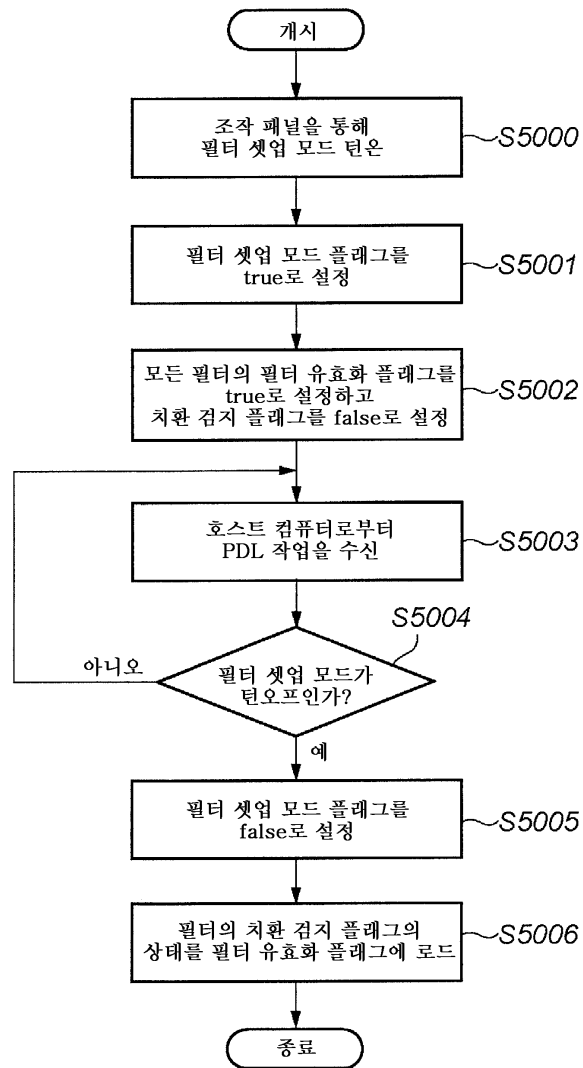 개시
조작 패널을 통해
필터 셋업 모드 턴온
S5000
필터 셋업 모드 플래그를
true로 설정
S5001
모든 필터의 필터 유효화 플래그를
true로 설정하고
치환 검지 플래그를 false로 설정
S5002
호스트 컴퓨터로부터
PDL 작업을 수신
S5003
S5004
아니오
필터 셋업 모드가
턴오프인가?
예
필터 셋업 모드 플래그를
false로 설정
S5005
필터의 치환 검지 플래그의
상태를 필터 유효화 플래그에 로드
S5006
종료